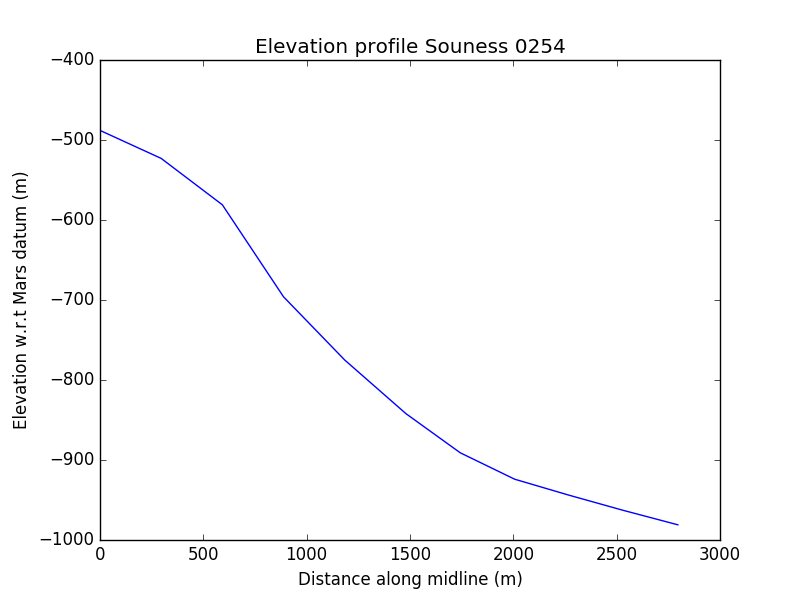 Elevation profile Souness 0254
−400
−500
−600
−700
−800
−900
−1000
Elevation w.r.t Mars datum (m)
0 500 1000 1500 2000 2500 3000
Distance along midline (m)